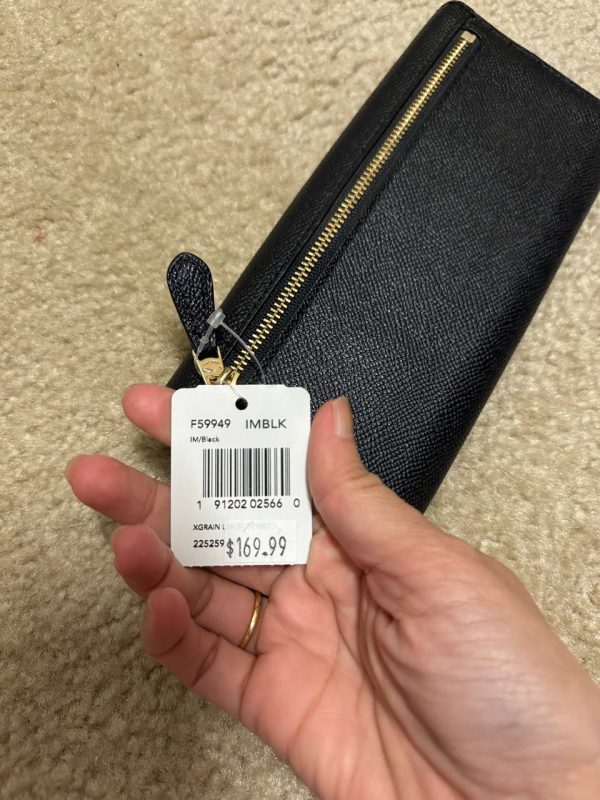 F59949 IMBLK
IM/Black
1 91202 02566 0
XGRAIN
225259 $169.99